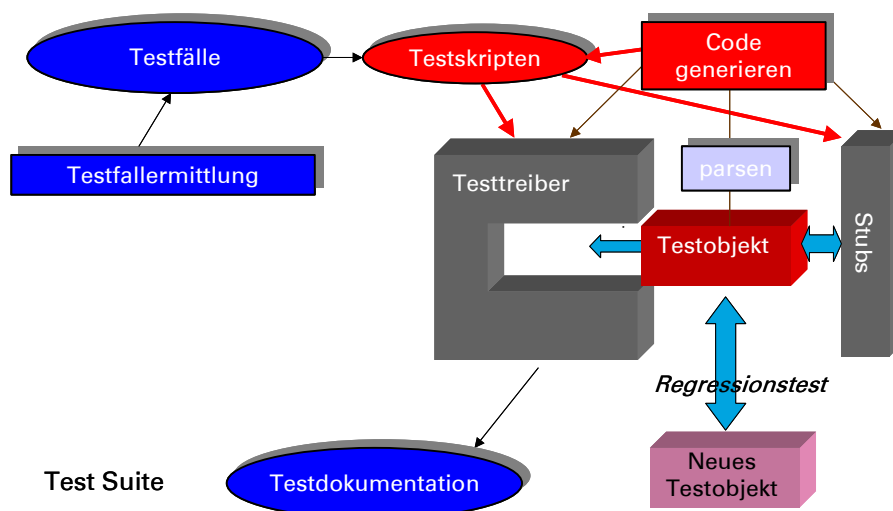 Testfälle
Testskripten
Code
generieren
Testfallermittlung
Testtreiber
parsen
Testobjekt
Stubs
Regressionstest
Neues
Testobjekt
Test Suite
Testdokumentation